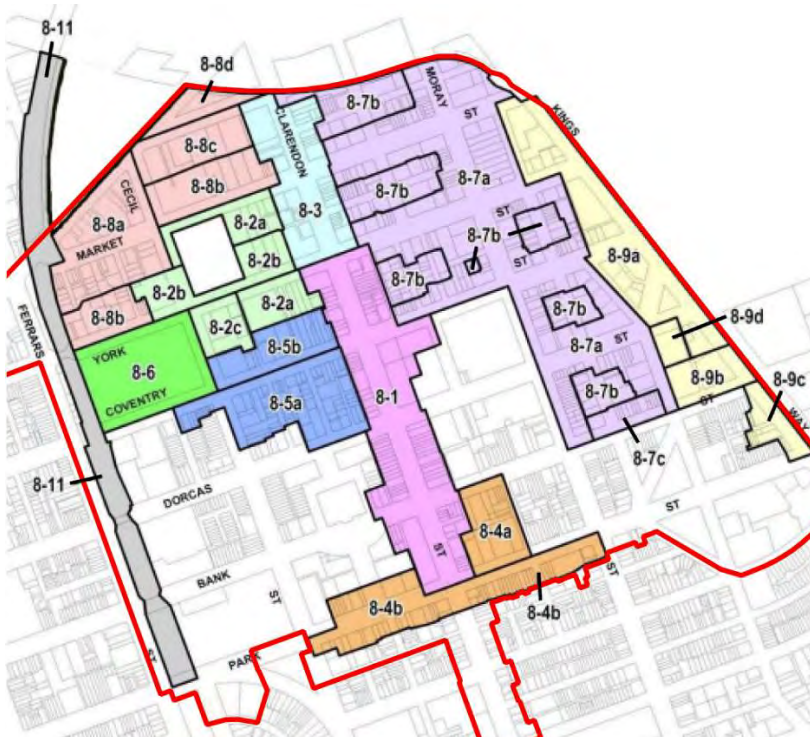 8-11
8-8d
8-7b
MORAY
ST
KINGS
CLARENDON
8-8c
8-8b
8-7b
8-7a
CECIL
8-8a
8-3
8-2a
ST
8-7b
MARKET
8-2b
ST
8-9a
8-7b
8-2b
8-2a
8-8b
8-2c
8-7b
FERRARS
8-9d
YORK
8-5b
8-7a
ST
8-6
8-7b
8-9b
8-9c
COVENTRY
8-5a
8-1
ST
WAY
8-7c
8-11
DORCAS
ST
8-4a
ST
BANK
ST
8-4b
ST
8-4b
ST
PARK